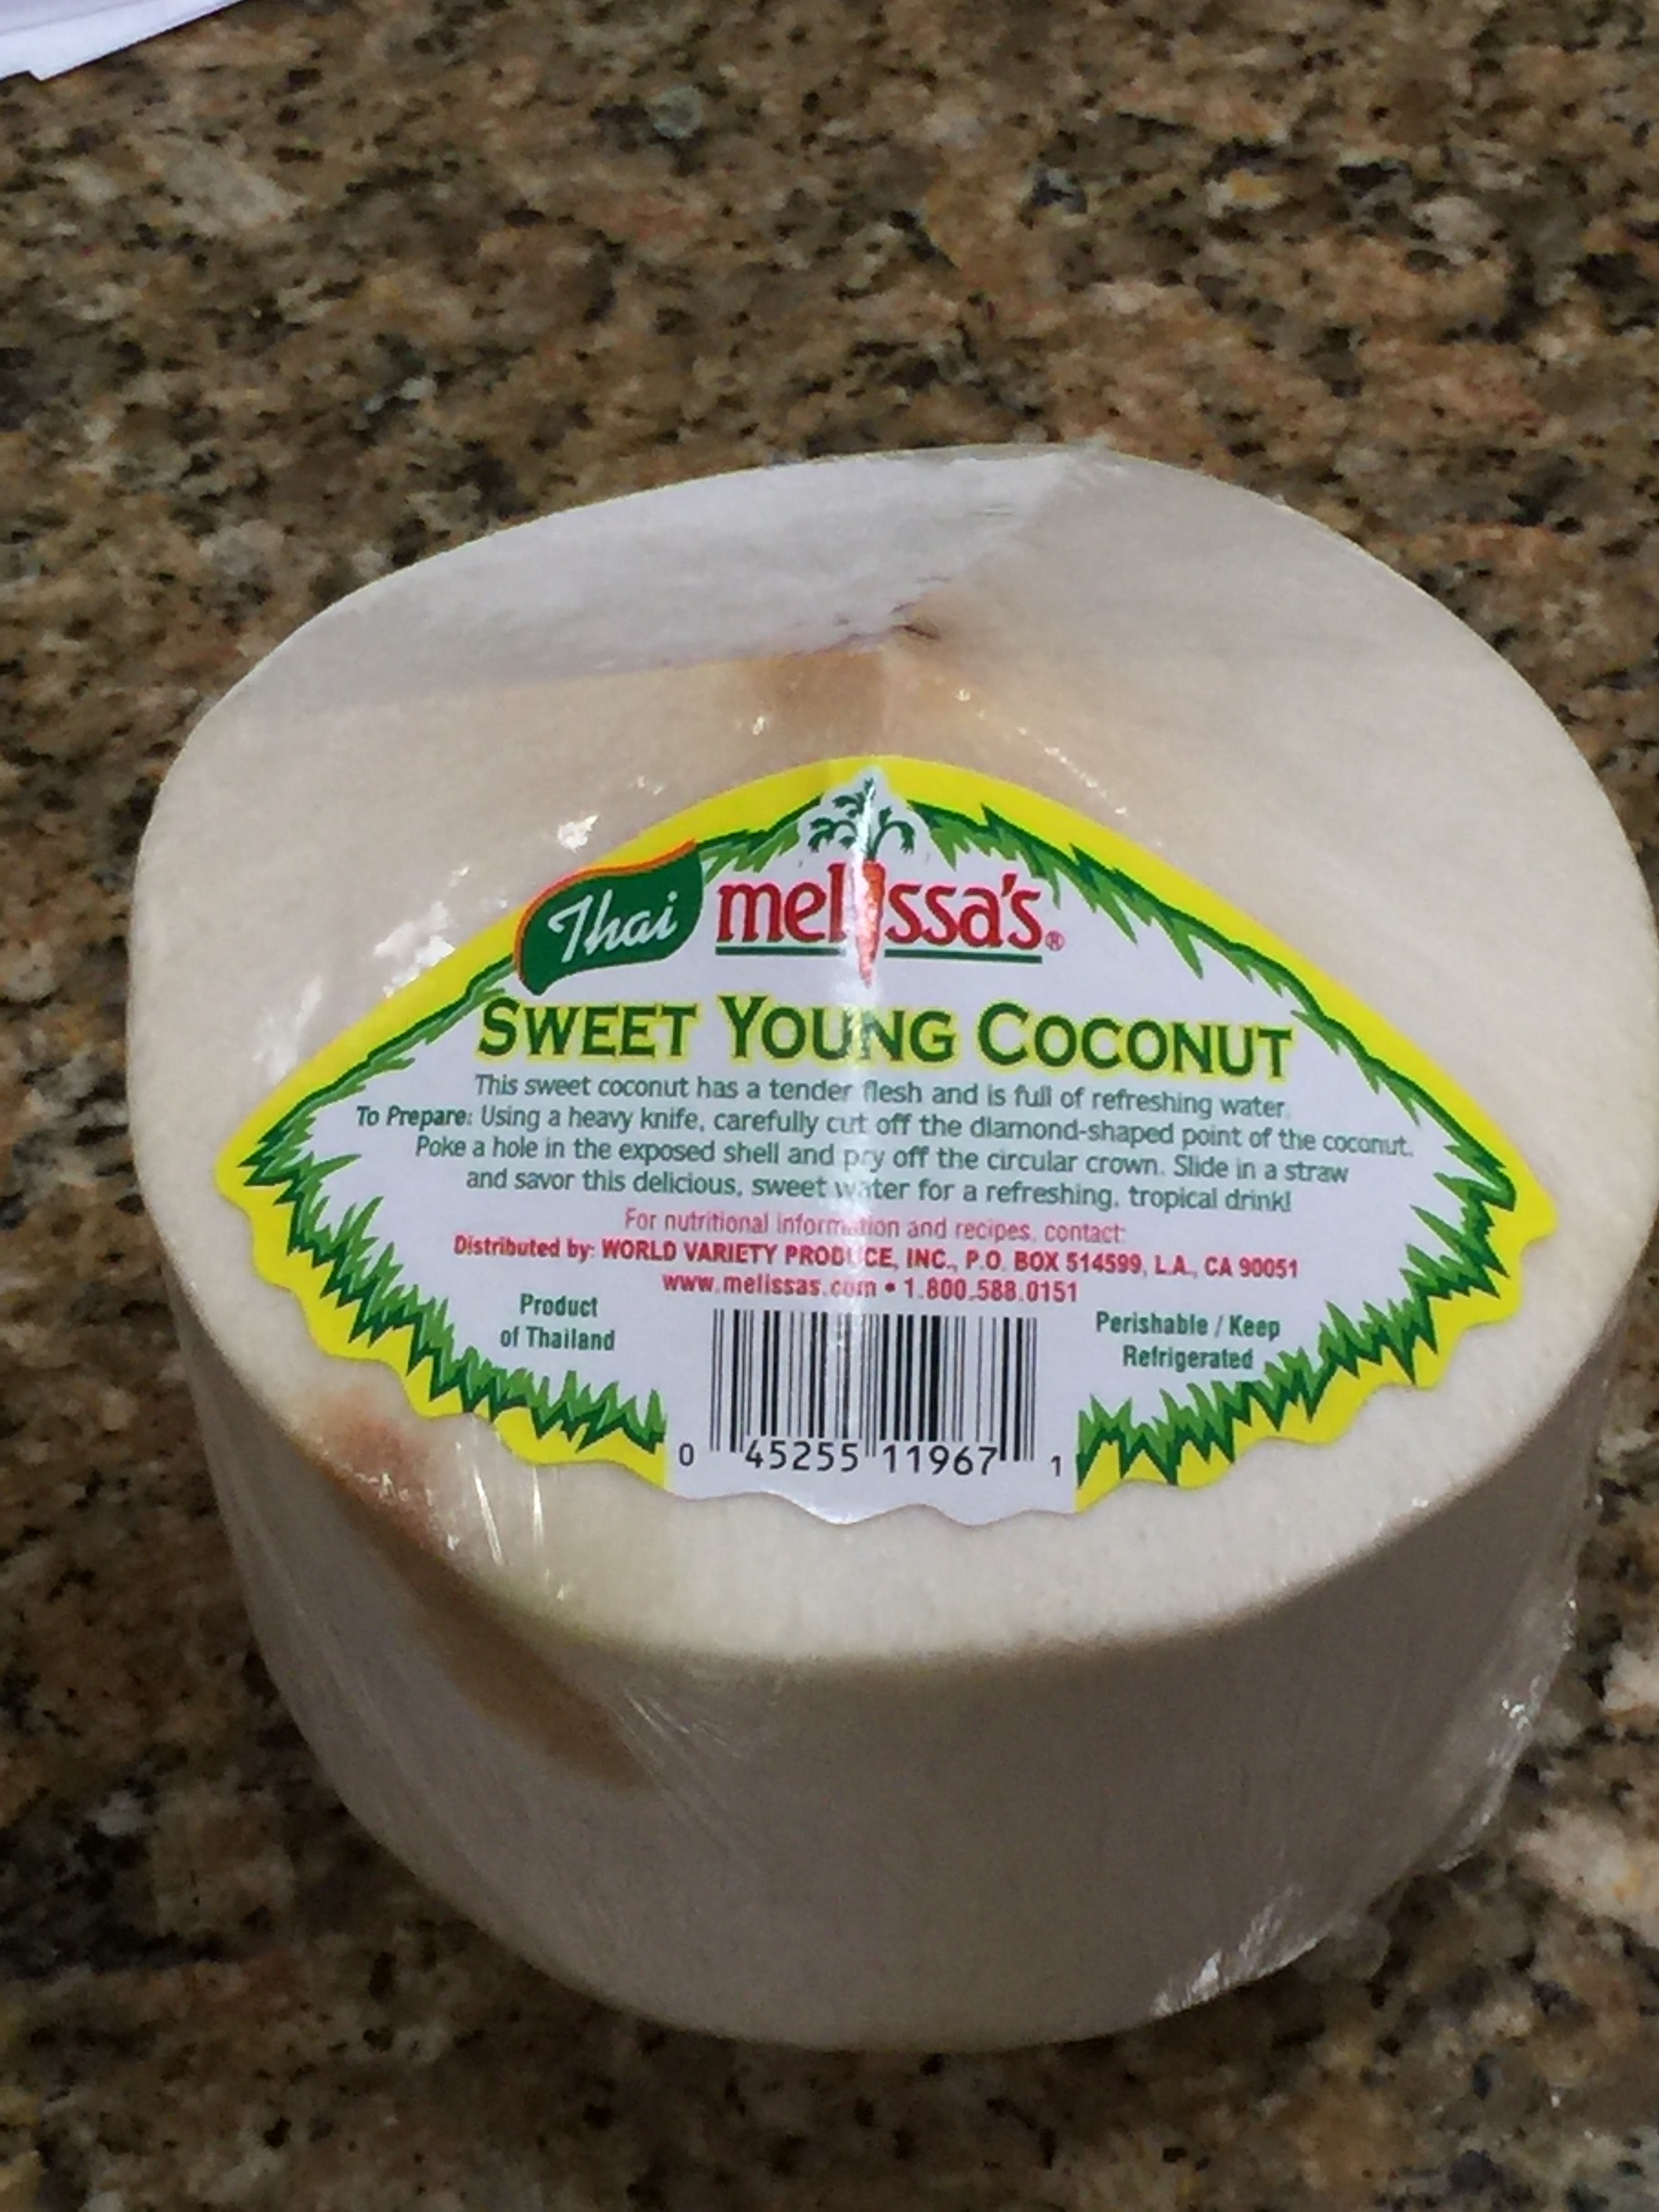 Thai melissa's®
SWEET YOUNG COCONUT
This sweet coconut has a tender flesh and is full of refreshing water.
To Prepare: Using a heavy knife, carefully cut off the diamond-shaped point of the coconut.
Poke a hole in the exposed shell and pry off the circular crown. Slide in a straw
and savor this delicious, sweet water for a refreshing, tropical drink!
For nutritional information and recipes, contact:
Distributed by: WORLD VARIETY PRODUCE, INC., P.O. BOX 514599, L.A., CA 90051
www.melissas.com • 1.800.588.0151
Product
of Thailand
Perishable / Keep
Refrigerated
0 45255 11967 1